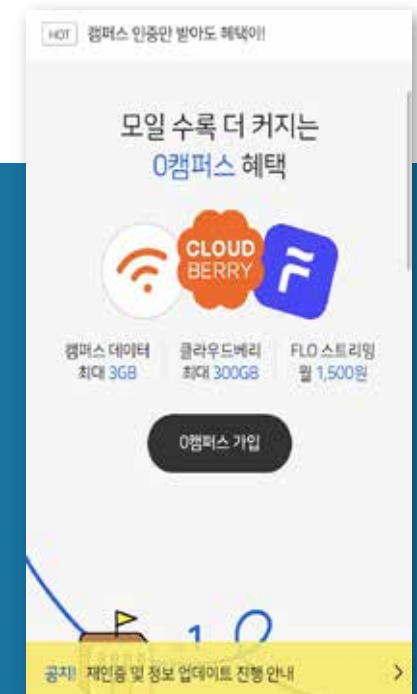 HOT 캠퍼스 인증만 받아도 혜택이!
모일 수록 더 커지는
0캠퍼스 혜택
CLOUD
BERRY
캠퍼스 데이터
최대 3GB
클라우드베리
최대 300GB
FLO 스트리밍
월 1,500원
0캠퍼스 가입
공지! 재인증 및 정보 업데이트 진행 안내